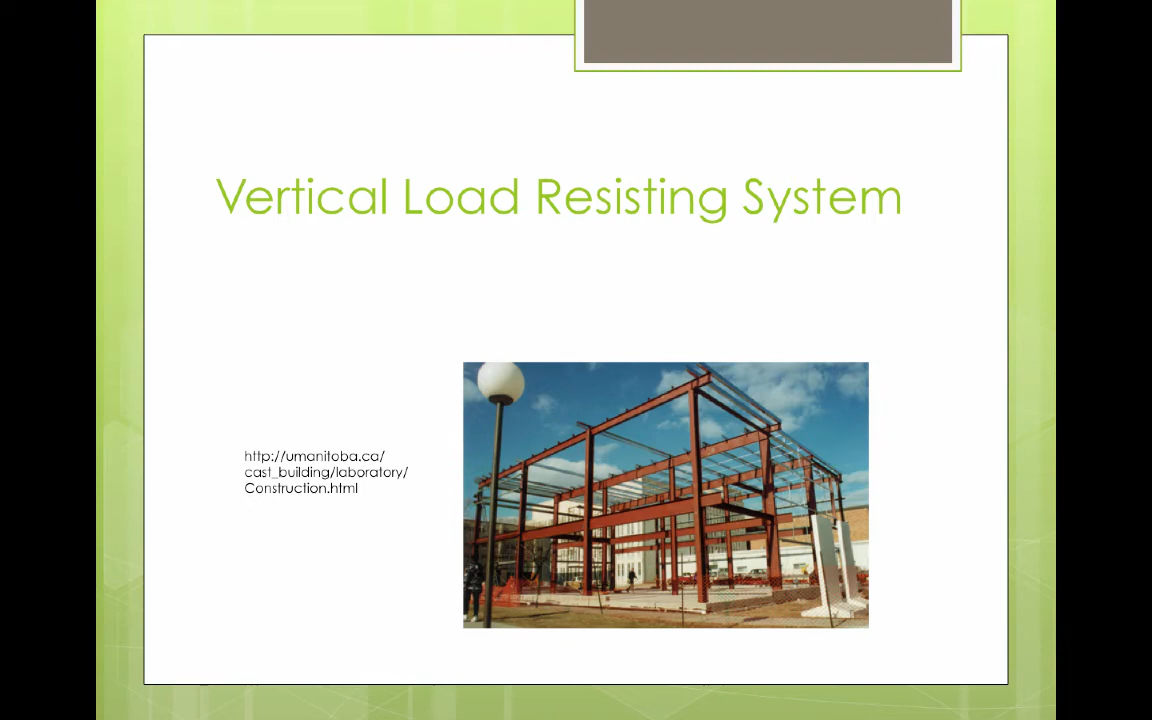 Vertical Load Resisting System
http://umanitoba.ca/
cast_building/laboratory/
Construction.html